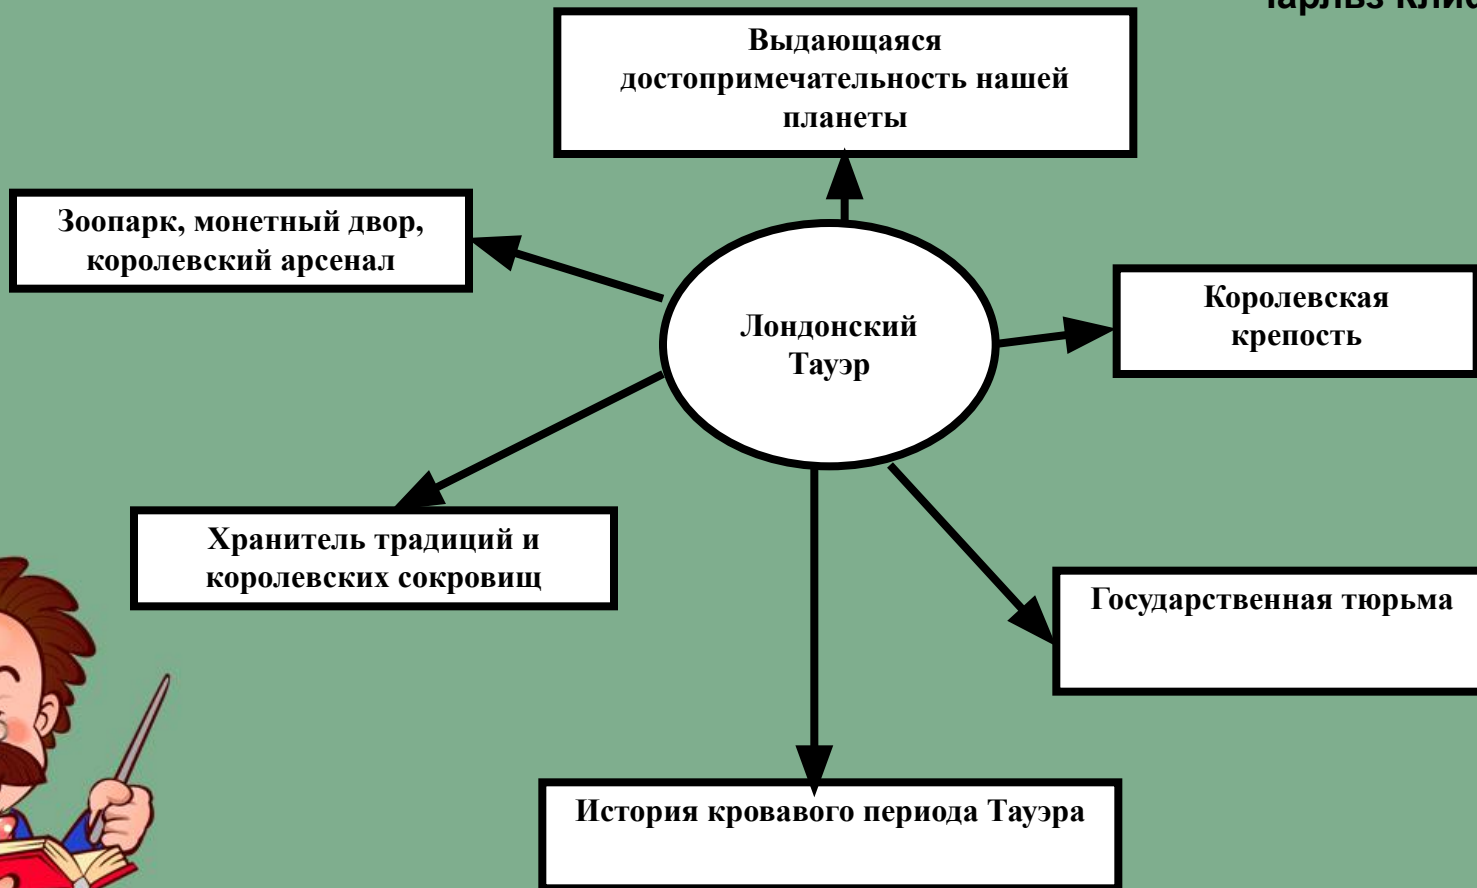 Выдающаяся
достопримечательность нашей
планеты
Зоопарк, монетный двор,
королевский арсенал
Королевская
крепость
Лондонский
Тауэр
Хранитель традиций и
королевских сокровищ
Государственная тюрьма
История кровавого периода Тауэра